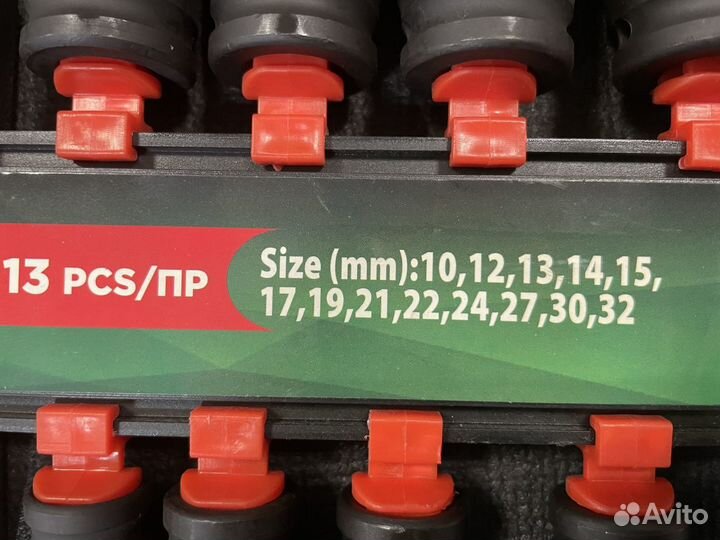 13 PCS/ПР
Size (mm):10,12,13,14,15,
17,19,21,22,24,27,30,32
Avito